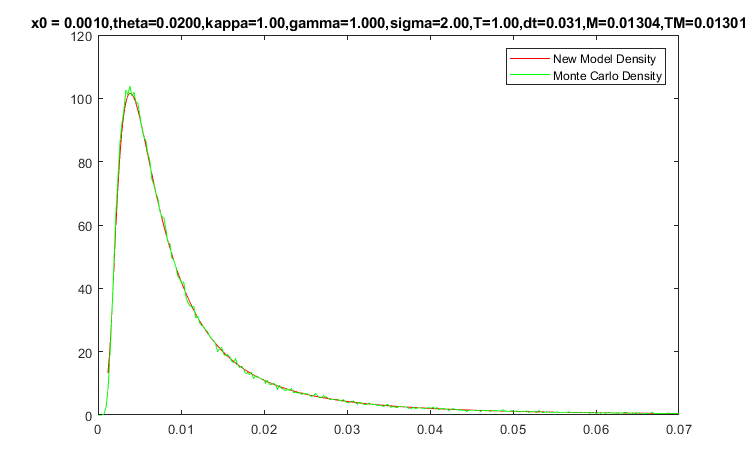 x0 = 0.0010,theta=0.0200,kappa=1.00,gamma=1.000,sigma=2.00,T=1.00,dt=0.031,M=0.01304,TM=0.01301
120
100
80
60
40
20
0
New Model Density
Monte Carlo Density
0 0.01 0.02 0.03 0.04 0.05 0.06 0.07